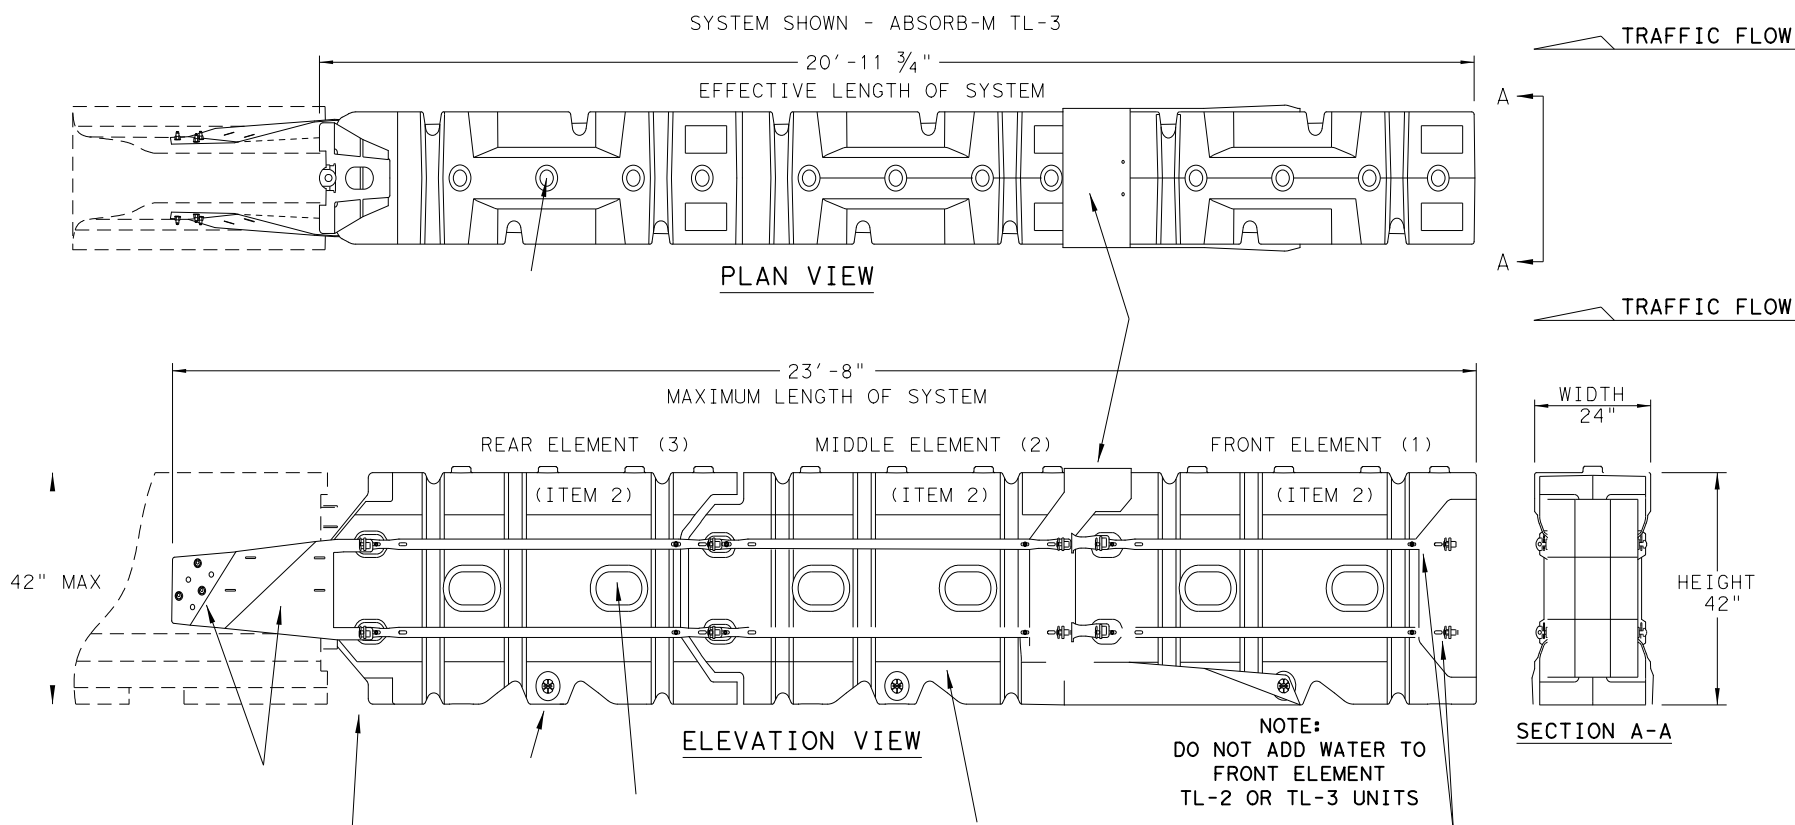 SYSTEM SHOWN - ABSORB-M TL-3
TRAFFIC FLOW
20'-11 3/4"
EFFECTIVE LENGTH OF SYSTEM
A
A
PLAN VIEW
TRAFFIC FLOW
23'-8"
MAXIMUM LENGTH OF SYSTEM
WIDTH
24"
REAR ELEMENT (3)
MIDDLE ELEMENT (2)
FRONT ELEMENT (1)
(ITEM 2)
(ITEM 2)
(ITEM 2)
42" MAX
HEIGHT
42"
ELEVATION VIEW
NOTE:
DO NOT ADD WATER TO
FRONT ELEMENT
TL-2 OR TL-3 UNITS
SECTION A-A